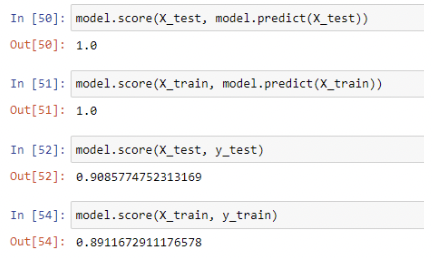 In [50]: model.score(X_test, model.predict(X_test))
Out[50]: 1.0
In [51]: model.score(X_train, model.predict(X_train))
Out[51]: 1.0
In [52]: model.score(X_test, y_test)
Out[52]: 0.9085774752313169
In [54]: model.score(X_train, y_train)
Out[54]: 0.8911672911176578